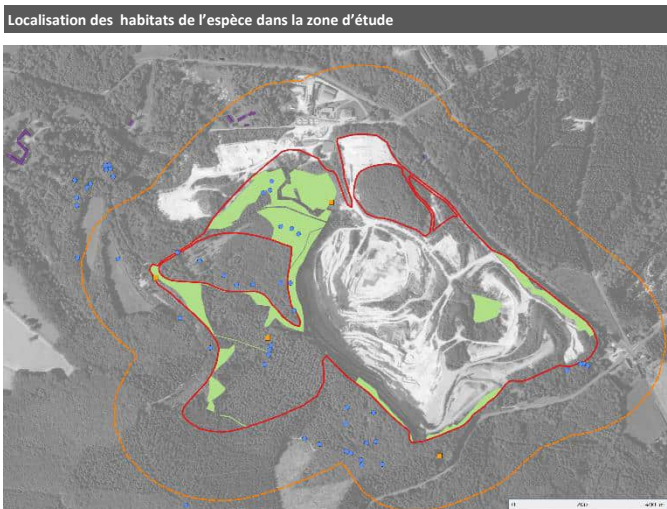 Localisation des habitats de l’espèce dans la zone d’étude